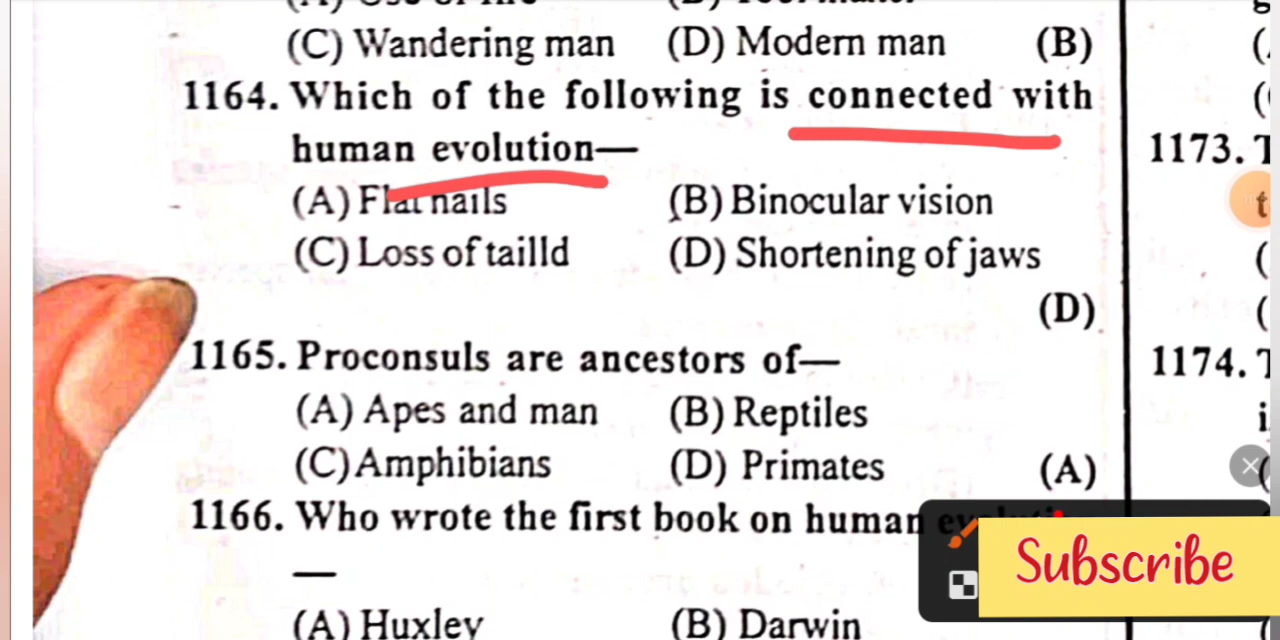 (C) Wandering man (D) Modern man (B)
1164. Which of the following is connected with
human evolution—
(A) Flat nails (B) Binocular vision
(C) Loss of tailld (D) Shortening of jaws
(D)
1165. Proconsuls are ancestors of—
(A) Apes and man (B) Reptiles
(C) Amphibians (D) Primates (A)
1166. Who wrote the first book on human
—
(A) Huxley (B) Darwin
1173.
1174.
Subscribe